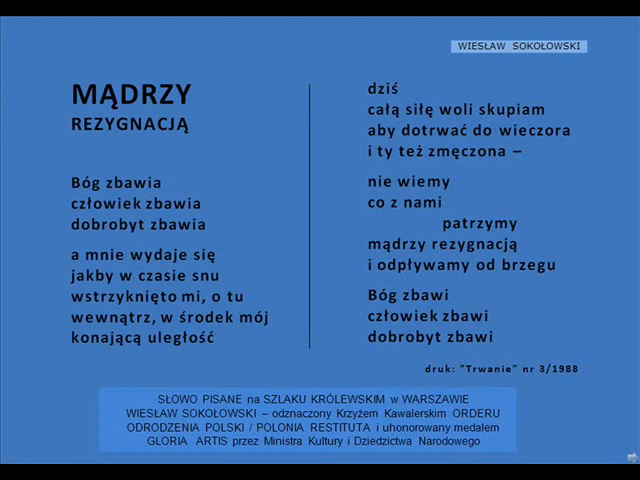 WIESŁAW SOKOŁOWSKI
MĄDRZY
REZYGNACJĄ
Bóg zbawia
człowiek zbawia
dobrobyt zbawia
a mnie wydaje się
jakby w czasie snu
wstrzyknięto mi, o tu
wewnątrz, w środek mój
konającą uległość
dziś
całą siłę woli skupiam
aby dotrwać do wieczora
i ty też zmęczona –
nie wiemy
co z nami
patrzymy
mądrzy rezygnacją
i odpływamy od brzegu
Bóg zbawi
człowiek zbawi
dobrobyt zbawi
druk: "Trwanie" nr 3/1988
SŁOWO PISANE na SZLAKU KRÓLEWSKIM w WARSZAWIE
WIESŁAW SOKOŁOWSKI – odznaczony Krzyżem Kawalerskim ORDERU
ODRODZENIA POLSKI / POLONIA RESTITUTA i uhonorowany medalem
GLORIA ARTIS przez Ministra Kultury i Dziedzictwa Narodowego